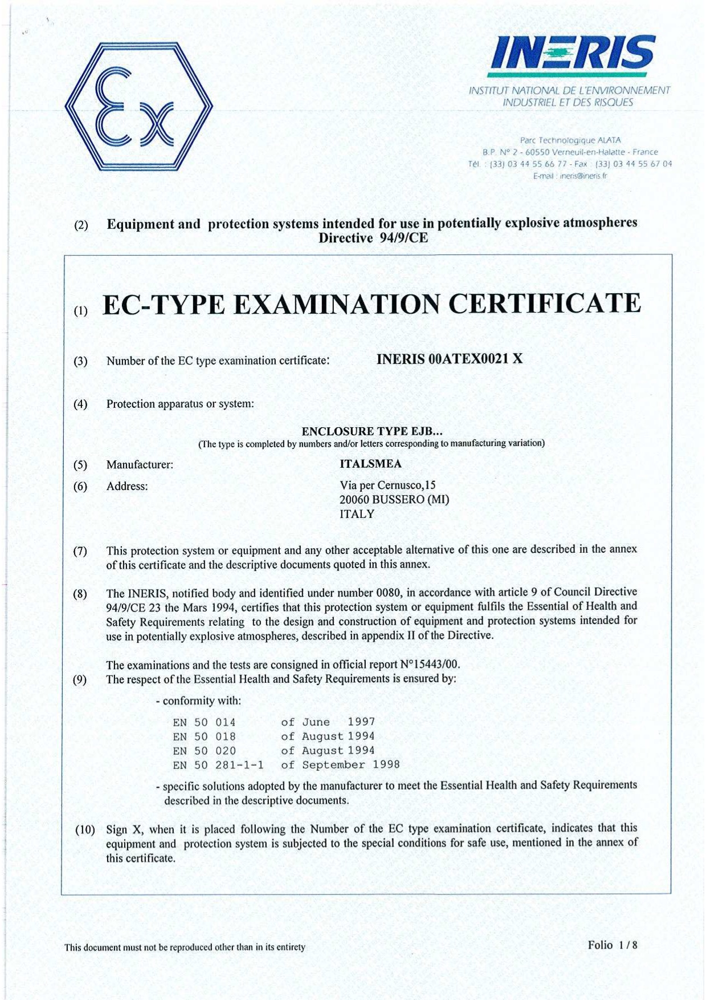 Ex
INERIS
INSTITUT NATIONAL DE L'ENVIRONNEMENT
INDUSTRIEL ET DES RISQUES
Parc Technologique ALATA
B.P. N° 2 - 60550 Verneuil-en-Halatte - France
Tél. : (33) 03 44 55 66 77 - Fax : (33) 03 44 55 67 04
E-mail : ineris@ineris.fr
(2) Equipment and protection systems intended for use in potentially explosive atmospheres
Directive 94/9/CE
(1) EC-TYPE EXAMINATION CERTIFICATE
(3) Number of the EC type examination certificate: INERIS 00ATEX0021 X
(4) Protection apparatus or system:
ENCLOSURE TYPE EJB...
(The type is completed by numbers and/or letters corresponding to manufacturing variation)
(5) Manufacturer: ITALSMEA
(6) Address: Via per Cernusco,15
20060 BUSSERO (MI)
ITALY
(7) This protection system or equipment and any other acceptable alternative of this one are described in the annex
of this certificate and the descriptive documents quoted in this annex.
(8) The INERIS, notified body and identified under number 0080, in accordance with article 9 of Council Directive
94/9/CE 23 the Mars 1994, certifies that this protection system or equipment fulfils the Essential of Health and
Safety Requirements relating to the design and construction of equipment and protection systems intended for
use in potentially explosive atmospheres, described in appendix II of the Directive.
The examinations and the tests are consigned in official report N°15443/00.
(9) The respect of the Essential Health and Safety Requirements is ensured by:
- conformity with:
EN 50 014 of June 1997
EN 50 018 of August 1994
EN 50 020 of August 1994
EN 50 281-1-1 of September 1998
- specific solutions adopted by the manufacturer to meet the Essential Health and Safety Requirements
described in the descriptive documents.
(10) Sign X, when it is placed following the Number of the EC type examination certificate, indicates that this
equipment and protection system is subjected to the special conditions for safe use, mentioned in the annex of
this certificate.
This document must not be reproduced other than in its entirety Folio 1 / 8